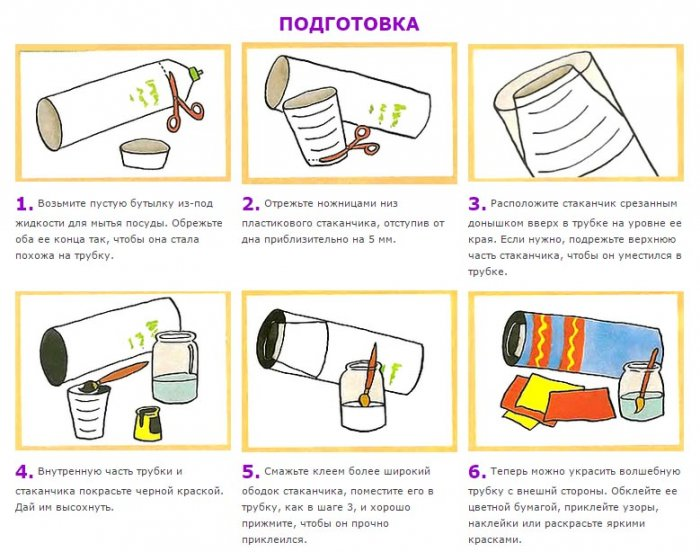 ПОДГОТОВКА
1. Возьмите пустую бутылку из-под
жидкости для мытья посуды. Обрежьте
оба ее конца так, чтобы она стала
похожа на трубку.
2. Отрежьте ножницами низ
пластикового стаканчика, отступив от
дна приблизительно на 5 мм.
3. Расположите стаканчик срезанным
донышком вверх в трубке на уровне ее
края. Если нужно, подрежьте верхнюю
часть стаканчика, чтобы он уместился в
трубке.
4. Внутренную часть трубки и
стаканчика покрасьте черной краской.
Дай им высохнуть.
5. Смажьте клеем более широкий
ободок стаканчика, поместите его в
трубку, как в шаге 3, и хорошо
прижмите, чтобы он прочно
приклеился.
6. Теперь можно украсить волшебную
трубку с внешнй стороны. Обклейте ее
цветной бумагой, приклейте узоры,
наклейки или раскрасьте яркими
красками.